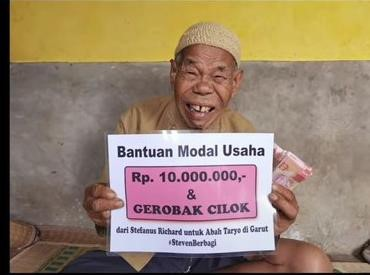 Bantuan Modal Usaha
Rp. 10.000.000,-
&
GEROBAK CILOK
dari Stefanus Richard untuk Abah Taryo di Garut
#StevenBerbagi